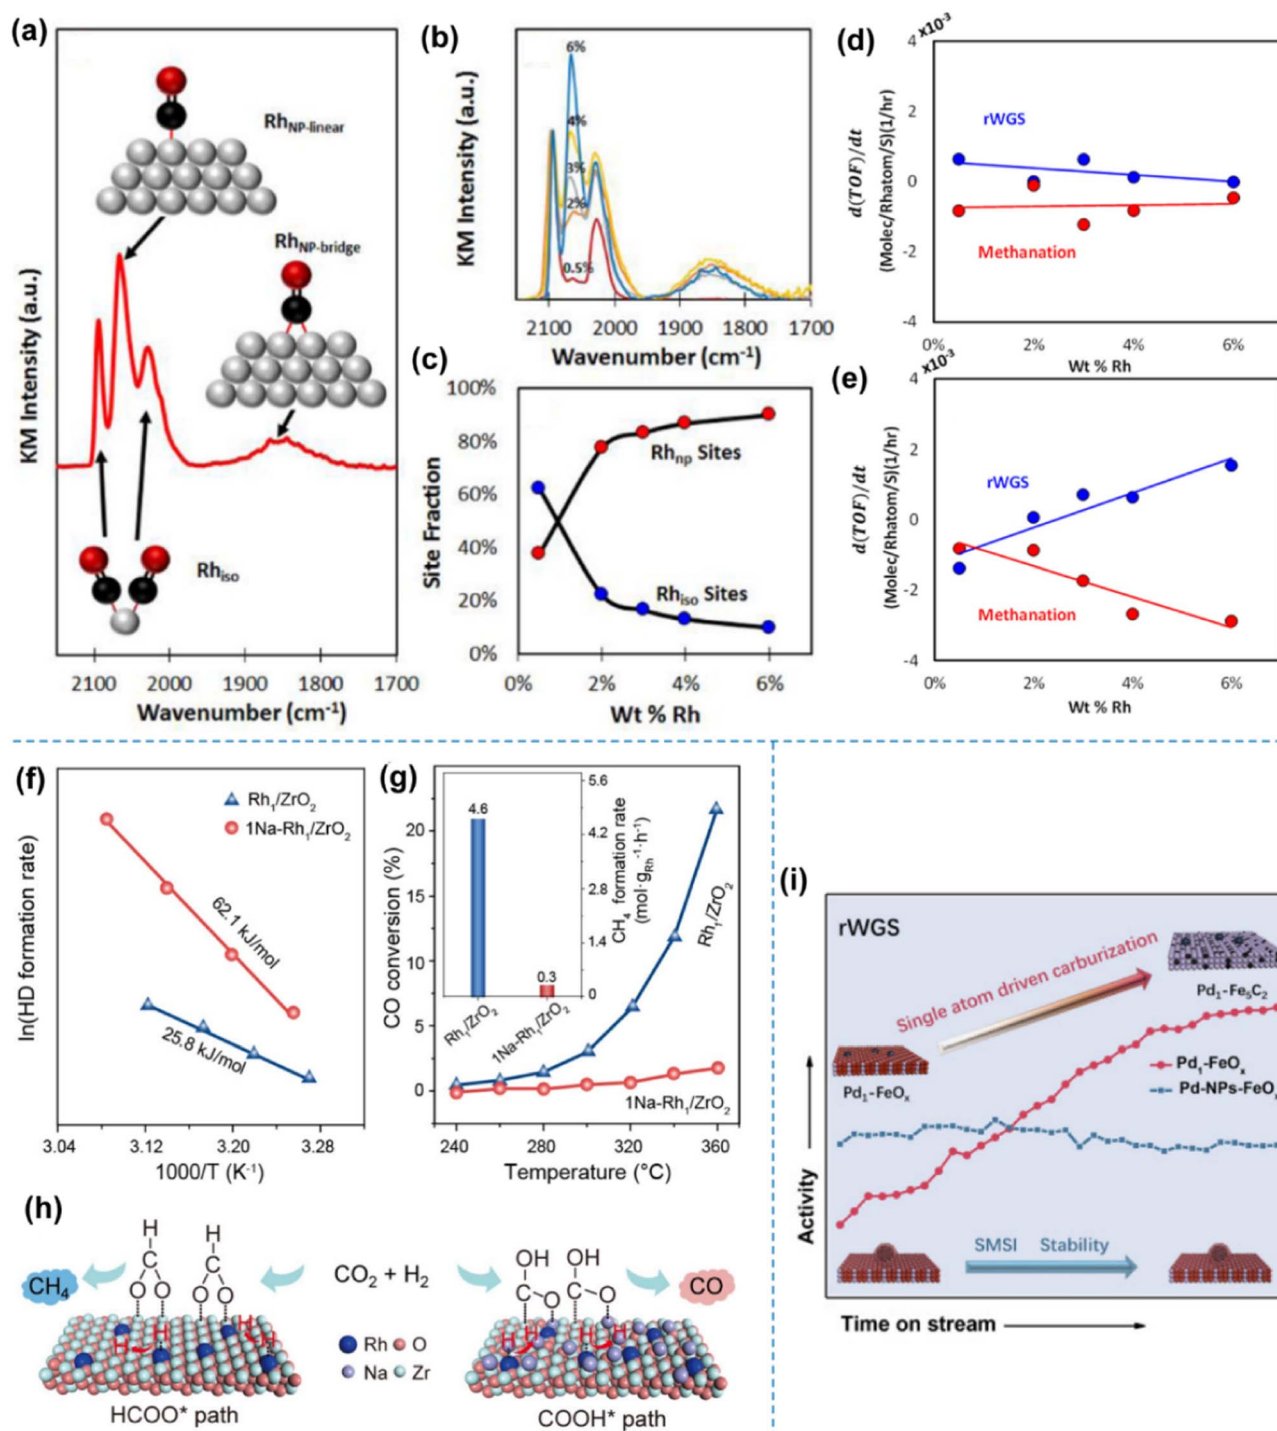 (a)
KM Intensity (a.u.)
Rh_NP-linear
Rh_NP-bridge
Rh_iso
2100 2000 1900 1800 1700
Wavenumber (cm⁻¹)
(b)
KM Intensity (a.u.)
6%
4%
3%
2%
0.5%
2100 2000 1900 1800 1700
Wavenumber (cm⁻¹)
(c)
Site Fraction
100%
80%
60%
40%
20%
0%
Rh_np Sites
Rh_iso Sites
0% 2% 4% 6%
Wt % Rh
(d)
×10⁻³
d(TOF)/dt
(Molec/Rhatom/S)(1/hr)
4
2
0
-2
-4
rWGS
Methanation
0% 2% 4% 6%
Wt % Rh
(e)
×10⁻³
d(TOF)/dt
(Molec/Rhatom/S)(1/hr)
4
2
0
-2
-4
rWGS
Methanation
0% 2% 4% 6%
Wt % Rh
(f)
ln(HD formation rate)
Rh₁/ZrO₂
1Na-Rh₁/ZrO₂
62.1 kJ/mol
25.8 kJ/mol
3.04 3.12 3.20 3.28
1000/T (K⁻¹)
(g)
CO conversion (%)
20
15
10
5
0
4.6
0.3
Rh₁/ZrO₂
1Na-Rh₁/ZrO₂
5.6
4.2
2.8
1.4
0
CH₄ formation rate
(mol·g_Rh⁻¹·h⁻¹)
Rh₁/ZrO₂
1Na-Rh₁/ZrO₂
240 280 320 360
Temperature (°C)
(h)
CH₄
H H
C C
O O O O
H H H H
CO₂ + H₂
OH OH
C O C O
H H H
CO
Rh O
Na Zr
HCOO* path
COOH* path
(i)
rWGS
Single atom driven carburization
Pd₁-Fe₅C₂
Pd₁-FeOₓ
Pd₁-FeOₓ
Pd-NPs-FeOₓ
Activity
SMSI Stability
Time on stream